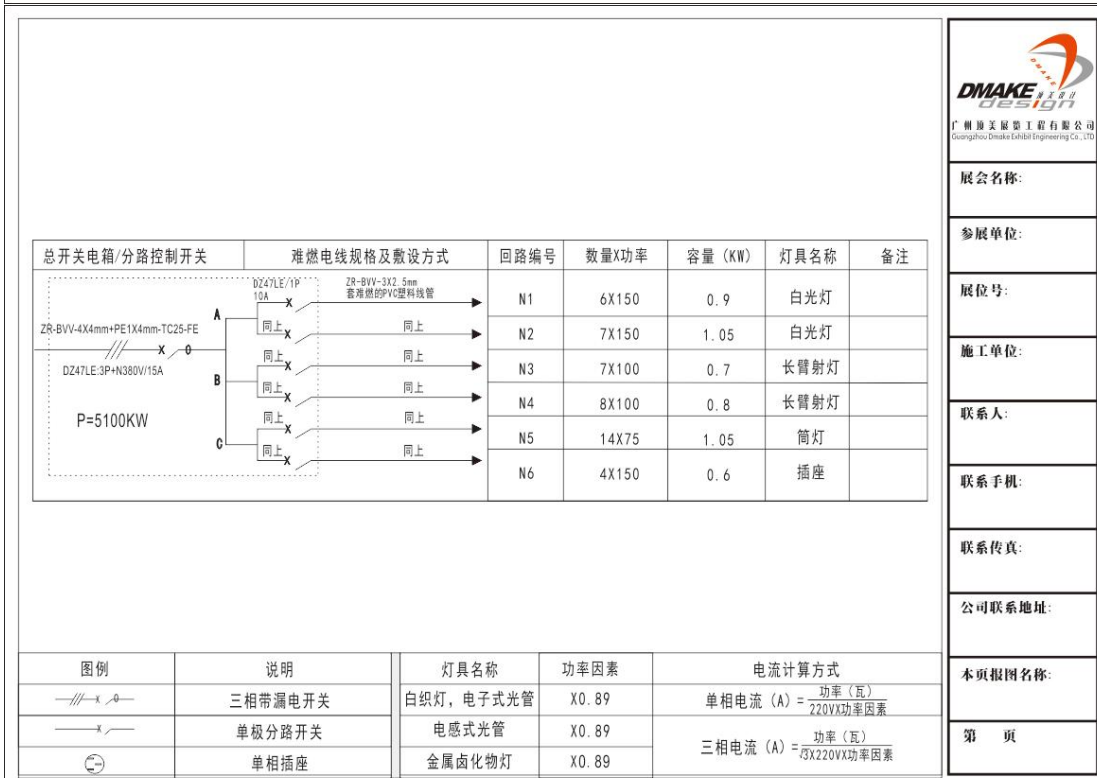 DMAKE 顶美设计
design
广州顶美展览工程有限公司
Guangzhou Dmake Exhibit Engineering Co., LTD
展会名称:
参展单位:
展位号:
施工单位:
联系人:
联系手机:
联系传真:
公司联系地址:
本页报图名称:
第 页
总开关电箱/分路控制开关 难燃电线规格及敷设方式 回路编号 数量X功率 容量 (KW) 灯具名称 备注
DZ47LE/1P
10A
ZR-BVV-3X2.5mm
套难燃的PVC塑料线管
N1 6X150 0.9 白光灯
A
同上 同上 N2 7X150 1.05 白光灯
ZR-BVV-4X4mm+PE1X4mm-TC25-FE
DZ47LE:3P+N380V/15A
同上 同上 N3 7X100 0.7 长臂射灯
B
同上 N4 8X100 0.8 长臂射灯
P=5100KW
同上 同上 N5 14X75 1.05 筒灯
C
同上 同上 N6 4X150 0.6 插座
图例 说明 灯具名称 功率因素 电流计算方式
三相带漏电开关 白织灯, 电子式光管 X0.89 单相电流 (A) = 功率 (瓦)
220VX功率因素
单极分路开关 电感式光管 X0.89
单相插座 金属卤化物灯 X0.89 三相电流 (A) = 功率 (瓦)
√3X220VX功率因素